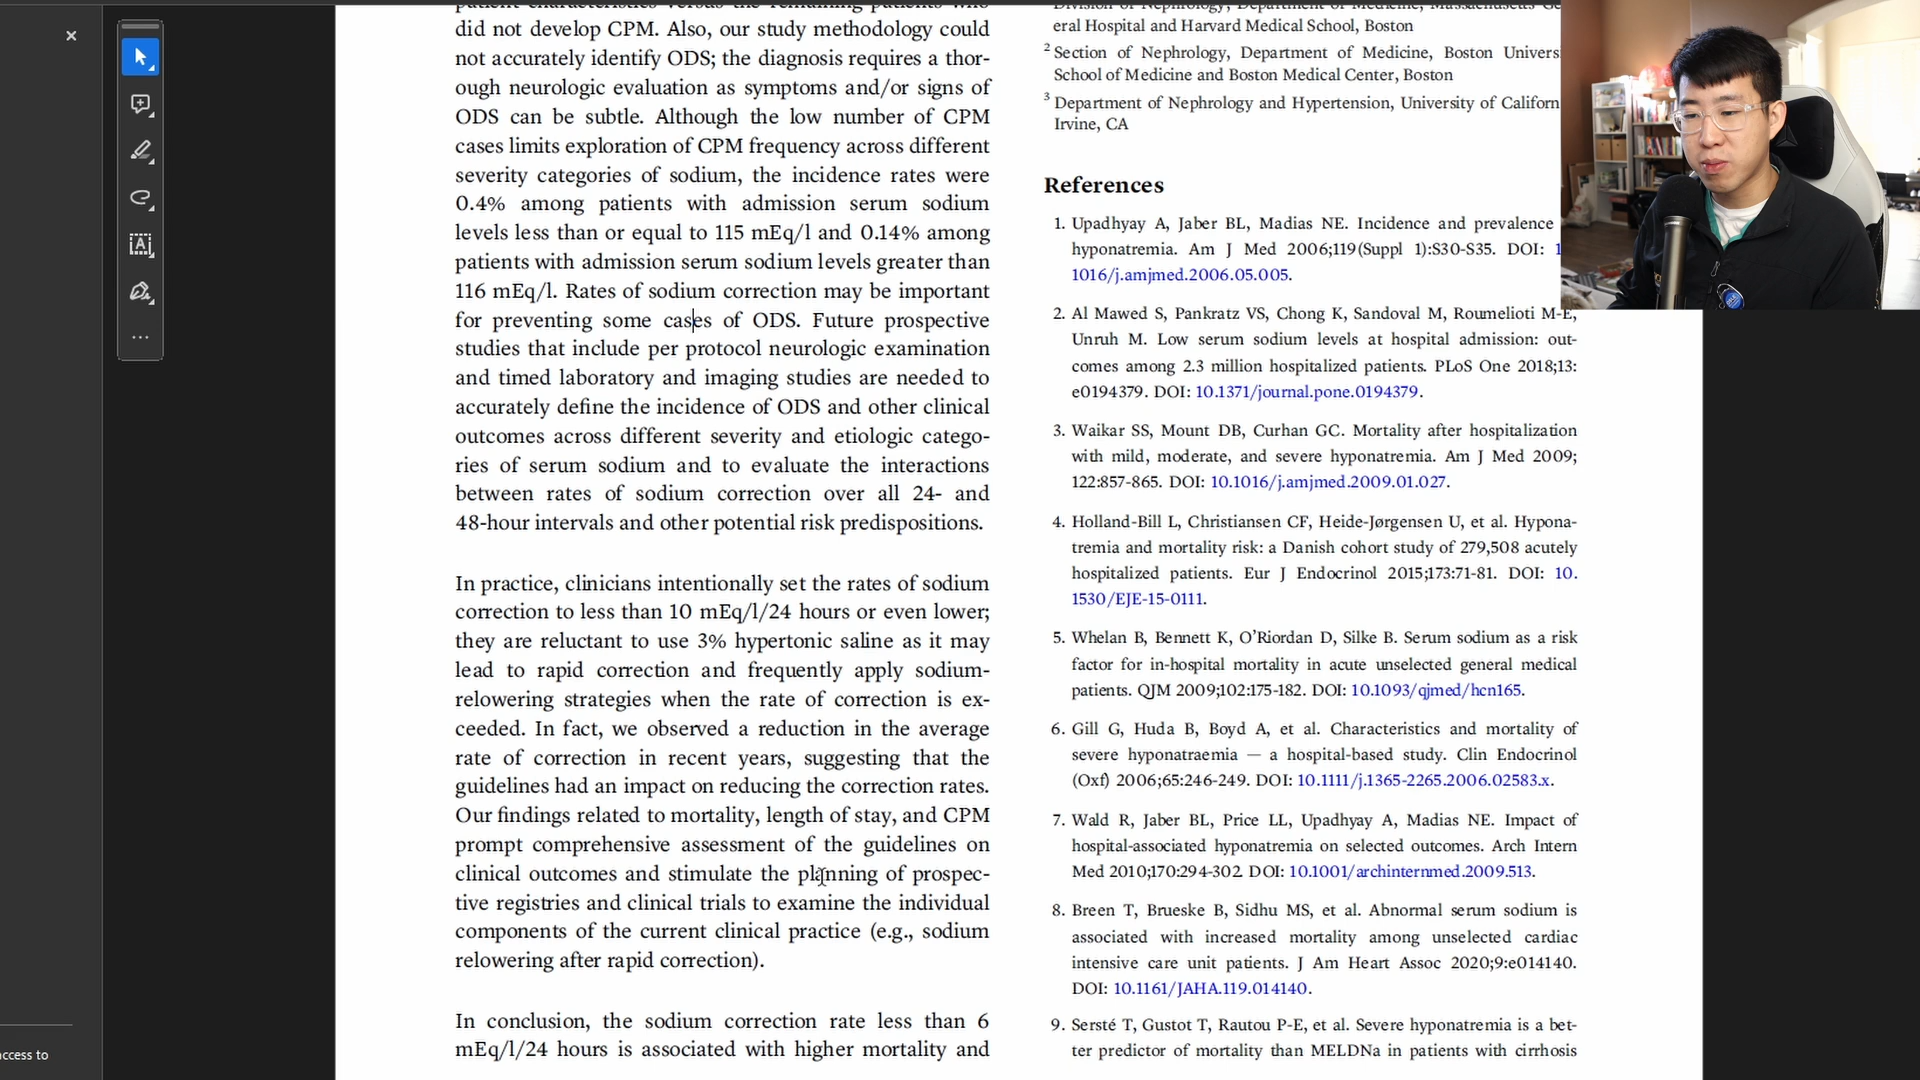 did not develop CPM. Also, our study methodology could
not accurately identify ODS; the diagnosis requires a thor-
ough neurologic evaluation as symptoms and/or signs of
ODS can be subtle. Although the low number of CPM
cases limits exploration of CPM frequency across different
severity categories of sodium, the incidence rates were
0.4% among patients with admission serum sodium
levels less than or equal to 115 mEq/l and 0.14% among
patients with admission serum sodium levels greater than
116 mEq/l. Rates of sodium correction may be important
for preventing some cases of ODS. Future prospective
studies that include per protocol neurologic examination
and timed laboratory and imaging studies are needed to
accurately define the incidence of ODS and other clinical
outcomes across different severity and etiologic catego-
ries of serum sodium and to evaluate the interactions
between rates of sodium correction over all 24- and
48-hour intervals and other potential risk predispositions.
In practice, clinicians intentionally set the rates of sodium
correction to less than 10 mEq/l/24 hours or even lower;
they are reluctant to use 3% hypertonic saline as it may
lead to rapid correction and frequently apply sodium-
relowering strategies when the rate of correction is ex-
ceeded. In fact, we observed a reduction in the average
rate of correction in recent years, suggesting that the
guidelines had an impact on reducing the correction rates.
Our findings related to mortality, length of stay, and CPM
prompt comprehensive assessment of the guidelines on
clinical outcomes and stimulate the planning of prospec-
tive registries and clinical trials to examine the individual
components of the current clinical practice (e.g., sodium
relowering after rapid correction).
In conclusion, the sodium correction rate less than 6
mEq/l/24 hours is associated with higher mortality and
eral Hospital and Harvard Medical School, Boston
2 Section of Nephrology, Department of Medicine, Boston Univers
School of Medicine and Boston Medical Center, Boston
3 Department of Nephrology and Hypertension, University of Californ
Irvine, CA
References
1. Upadhyay A, Jaber BL, Madias NE. Incidence and prevalence
hyponatremia. Am J Med 2006;119(Suppl 1):S30-S35. DOI: 1
1016/j.amjmed.2006.05.005.
2. Al Mawed S, Pankratz VS, Chong K, Sandoval M, Roumelioti M-E,
Unruh M. Low serum sodium levels at hospital admission: out-
comes among 2.3 million hospitalized patients. PLoS One 2018;13:
e0194379. DOI: 10.1371/journal.pone.0194379.
3. Waikar SS, Mount DB, Curhan GC. Mortality after hospitalization
with mild, moderate, and severe hyponatremia. Am J Med 2009;
122:857-865. DOI: 10.1016/j.amjmed.2009.01.027.
4. Holland-Bill L, Christiansen CF, Heide-Jørgensen U, et al. Hypona-
tremia and mortality risk: a Danish cohort study of 279,508 acutely
hospitalized patients. Eur J Endocrinol 2015;173:71-81. DOI: 10.
1530/EJE-15-0111.
5. Whelan B, Bennett K, O’Riordan D, Silke B. Serum sodium as a risk
factor for in-hospital mortality in acute unselected general medical
patients. QJM 2009;102:175-182. DOI: 10.1093/qjmed/hcn165.
6. Gill G, Huda B, Boyd A, et al. Characteristics and mortality of
severe hyponatraemia — a hospital-based study. Clin Endocrinol
(Oxf) 2006;65:246-249. DOI: 10.1111/j.1365-2265.2006.02583.x.
7. Wald R, Jaber BL, Price LL, Upadhyay A, Madias NE. Impact of
hospital-associated hyponatremia on selected outcomes. Arch Intern
Med 2010;170:294-302. DOI: 10.1001/archinternmed.2009.513.
8. Breen T, Brueske B, Sidhu MS, et al. Abnormal serum sodium is
associated with increased mortality among unselected cardiac
intensive care unit patients. J Am Heart Assoc 2020;9:e014140.
DOI: 10.1161/JAHA.119.014140.
9. Sersté T, Gustot T, Rautou P-E, et al. Severe hyponatremia is a bet-
ter predictor of mortality than MELDNa in patients with cirrhosis
ccess to